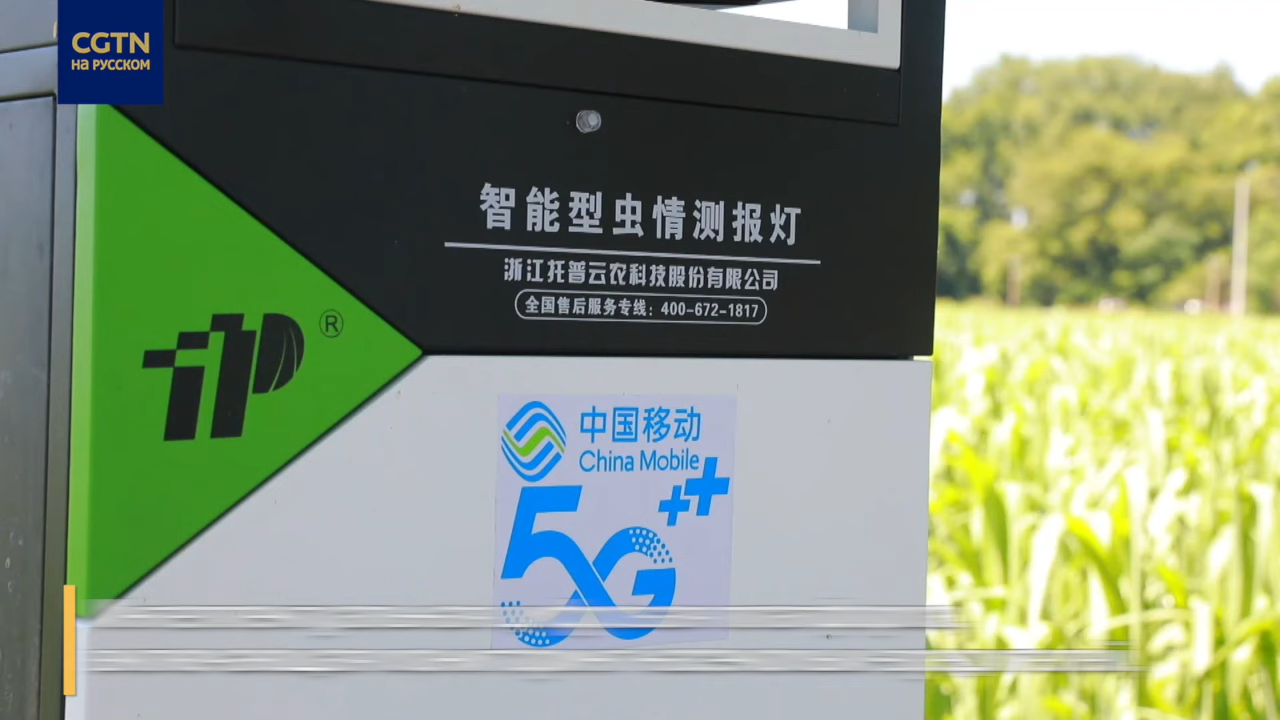 CGTN
НА РУССКОМ
智能型虫情测报灯
浙江托普云农科技股份有限公司
全国售后服务专线：400-672-1817
®
中国移动
China Mobile
5G++